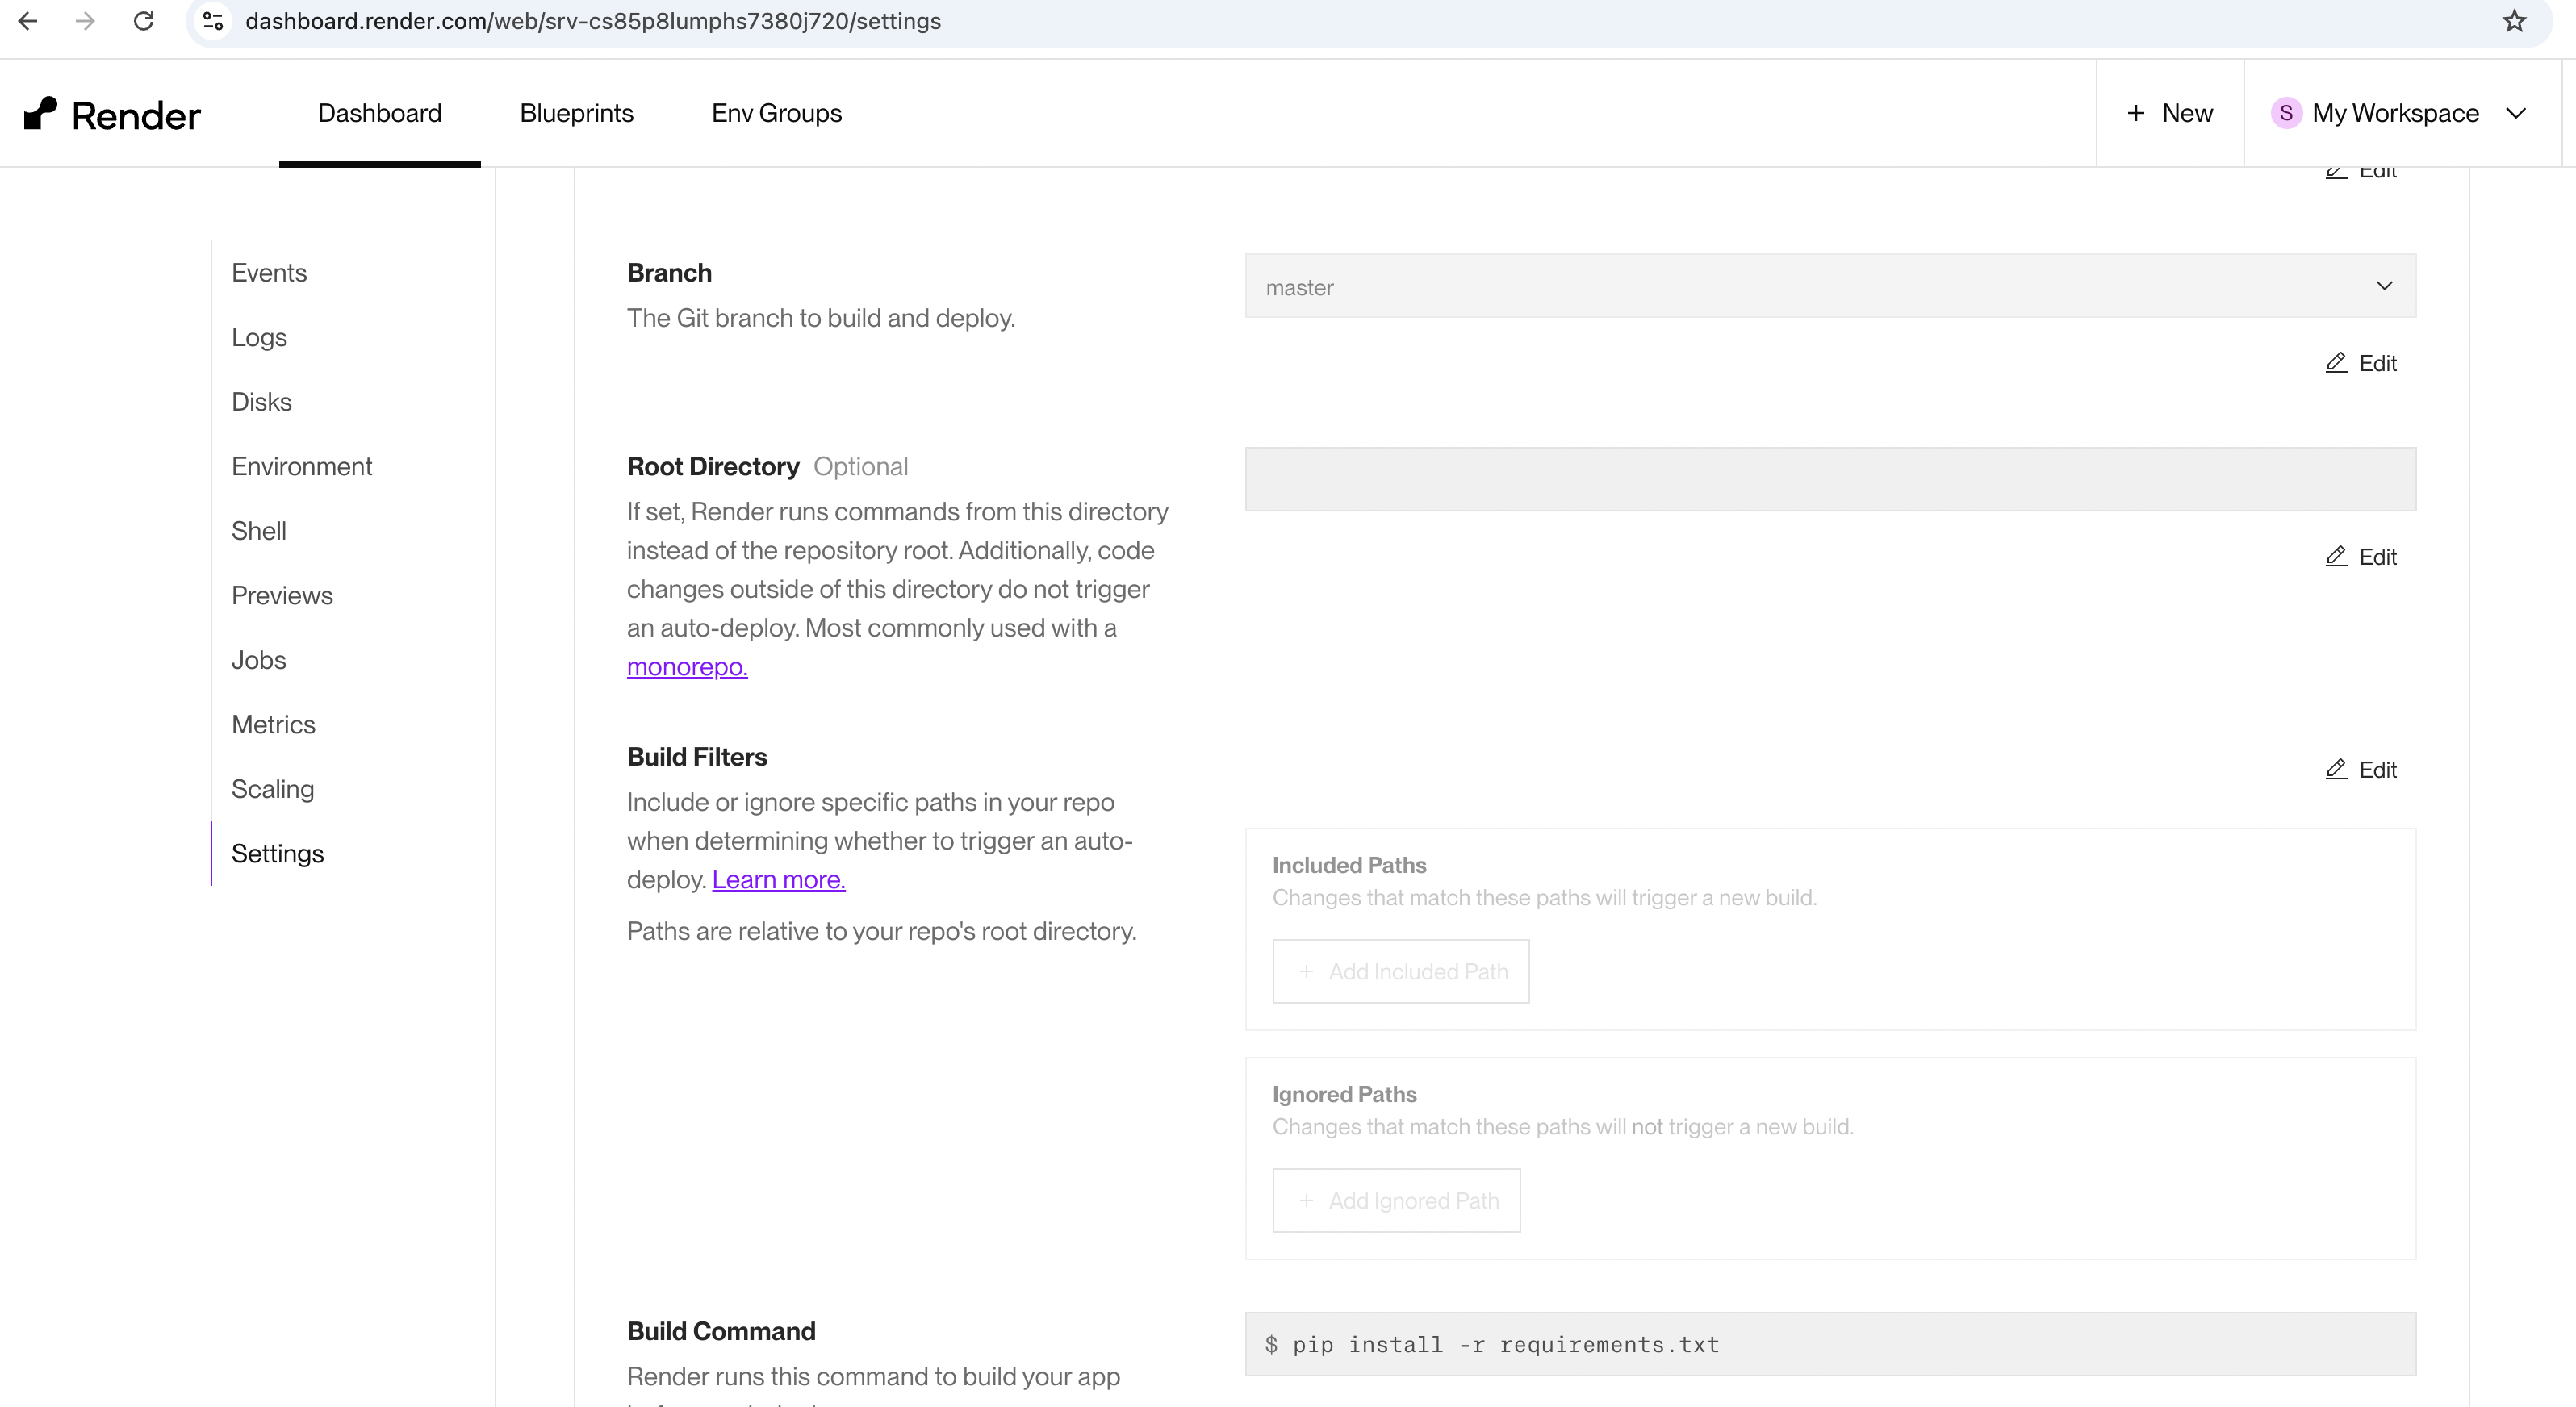 dashboard.render.com/web/srv-cs85p8lumphs7380j720/settings
Render
Dashboard
Blueprints
Env Groups
+ New
S My Workspace
Edit
Events
Logs
Disks
Environment
Shell
Previews
Jobs
Metrics
Scaling
Settings
Branch
The Git branch to build and deploy.
master
Edit
Root Directory Optional
If set, Render runs commands from this directory
instead of the repository root. Additionally, code
changes outside of this directory do not trigger
an auto-deploy. Most commonly used with a
monorepo.
Edit
Build Filters
Include or ignore specific paths in your repo
when determining whether to trigger an auto-
deploy. Learn more.
Paths are relative to your repo's root directory.
Edit
Included Paths
Changes that match these paths will trigger a new build.
+ Add Included Path
Ignored Paths
Changes that match these paths will not trigger a new build.
+ Add Ignored Path
Build Command
Render runs this command to build your app
$ pip install -r requirements.txt